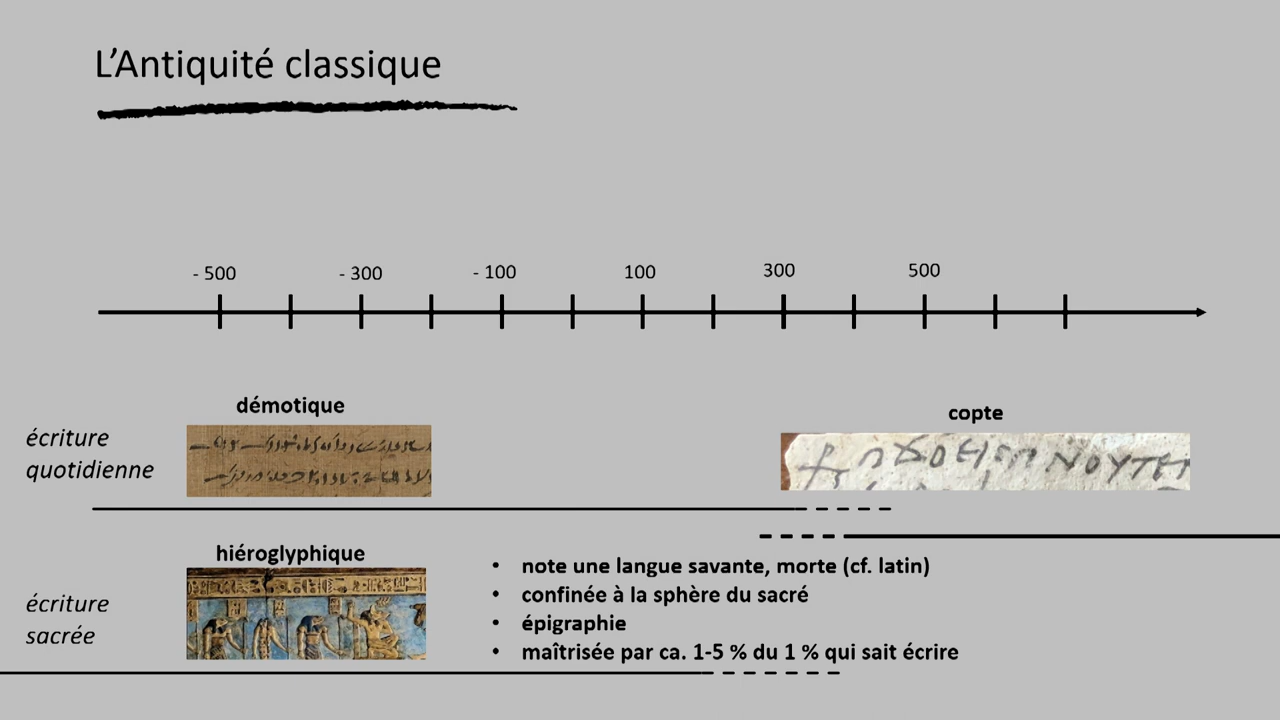 L’Antiquité classique
- 500
- 300
- 100
100
300
500
démotique
copte
écriture
quotidienne
ⲛⲟⲩⲧⲉ
hiéroglyphique
écriture
sacrée
• note une langue savante, morte (cf. latin)
• confinée à la sphère du sacré
• épigraphie
• maîtrisée par ca. 1-5 % du 1 % qui sait écrire